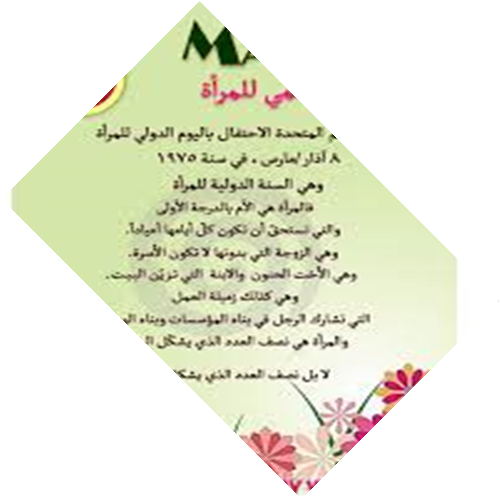 Ma
مي للمرأة
المتحدة الاحتفال باليوم الدولي للمرأة
٨ آذار/مارس، في سنة ١٩٧٥
وهي السنة الدولية للمرأة
فالمرأة هي الأم بالدرجة الأولى
والتي تستحق أن تكون كلّ أيامها أعياداً.
وهي الزوجة التي بدونها لا تكون الأسرة.
وهي الأخت الحنون والابنة التي تزيّن البيت.
وهي كذلك زميلة العمل
التي تشارك الرجل في بناء المؤسسات وبناء
والمرأة هي نصف العدد الذي يشكّل
لا بل نصف العدد الذي